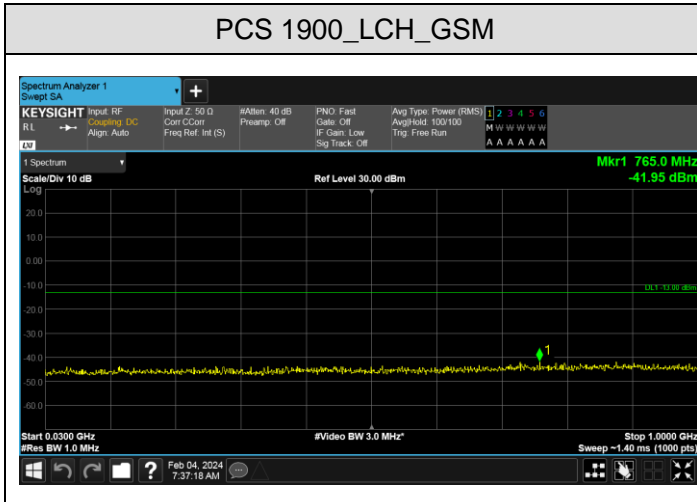 PCS 1900_LCH_GSM
Spectrum Analyzer 1
Swept SA
KEYSIGHT
RL
LXI
Input: RF
Coupling: DC
Align: Auto
Input Z: 50 Ω
Corr CCorr
Freq Ref: Int (S)
#Atten: 40 dB
Preamp: Off
PNO: Fast
Gate: Off
IF Gain: Low
Sig Track: Off
Avg Type: Power (RMS)
Avg|Hold: 100/100
Trig: Free Run
1 2 3 4 5 6
M W W W W W
A A A A A A
1 Spectrum
Scale/Div 10 dB
Ref Level 30.00 dBm
Mkr1 765.0 MHz
-41.95 dBm
Log
20.0
10.0
0.00
-10.0
DL1 -13.00 dBm
-20.0
-30.0
-40.0
1
-50.0
-60.0
Start 0.0300 GHz
#Res BW 1.0 MHz
#Video BW 3.0 MHz*
Stop 1.0000 GHz
Sweep ~1.40 ms (1000 pts)
?
Feb 04, 2024
7:37:18 AM